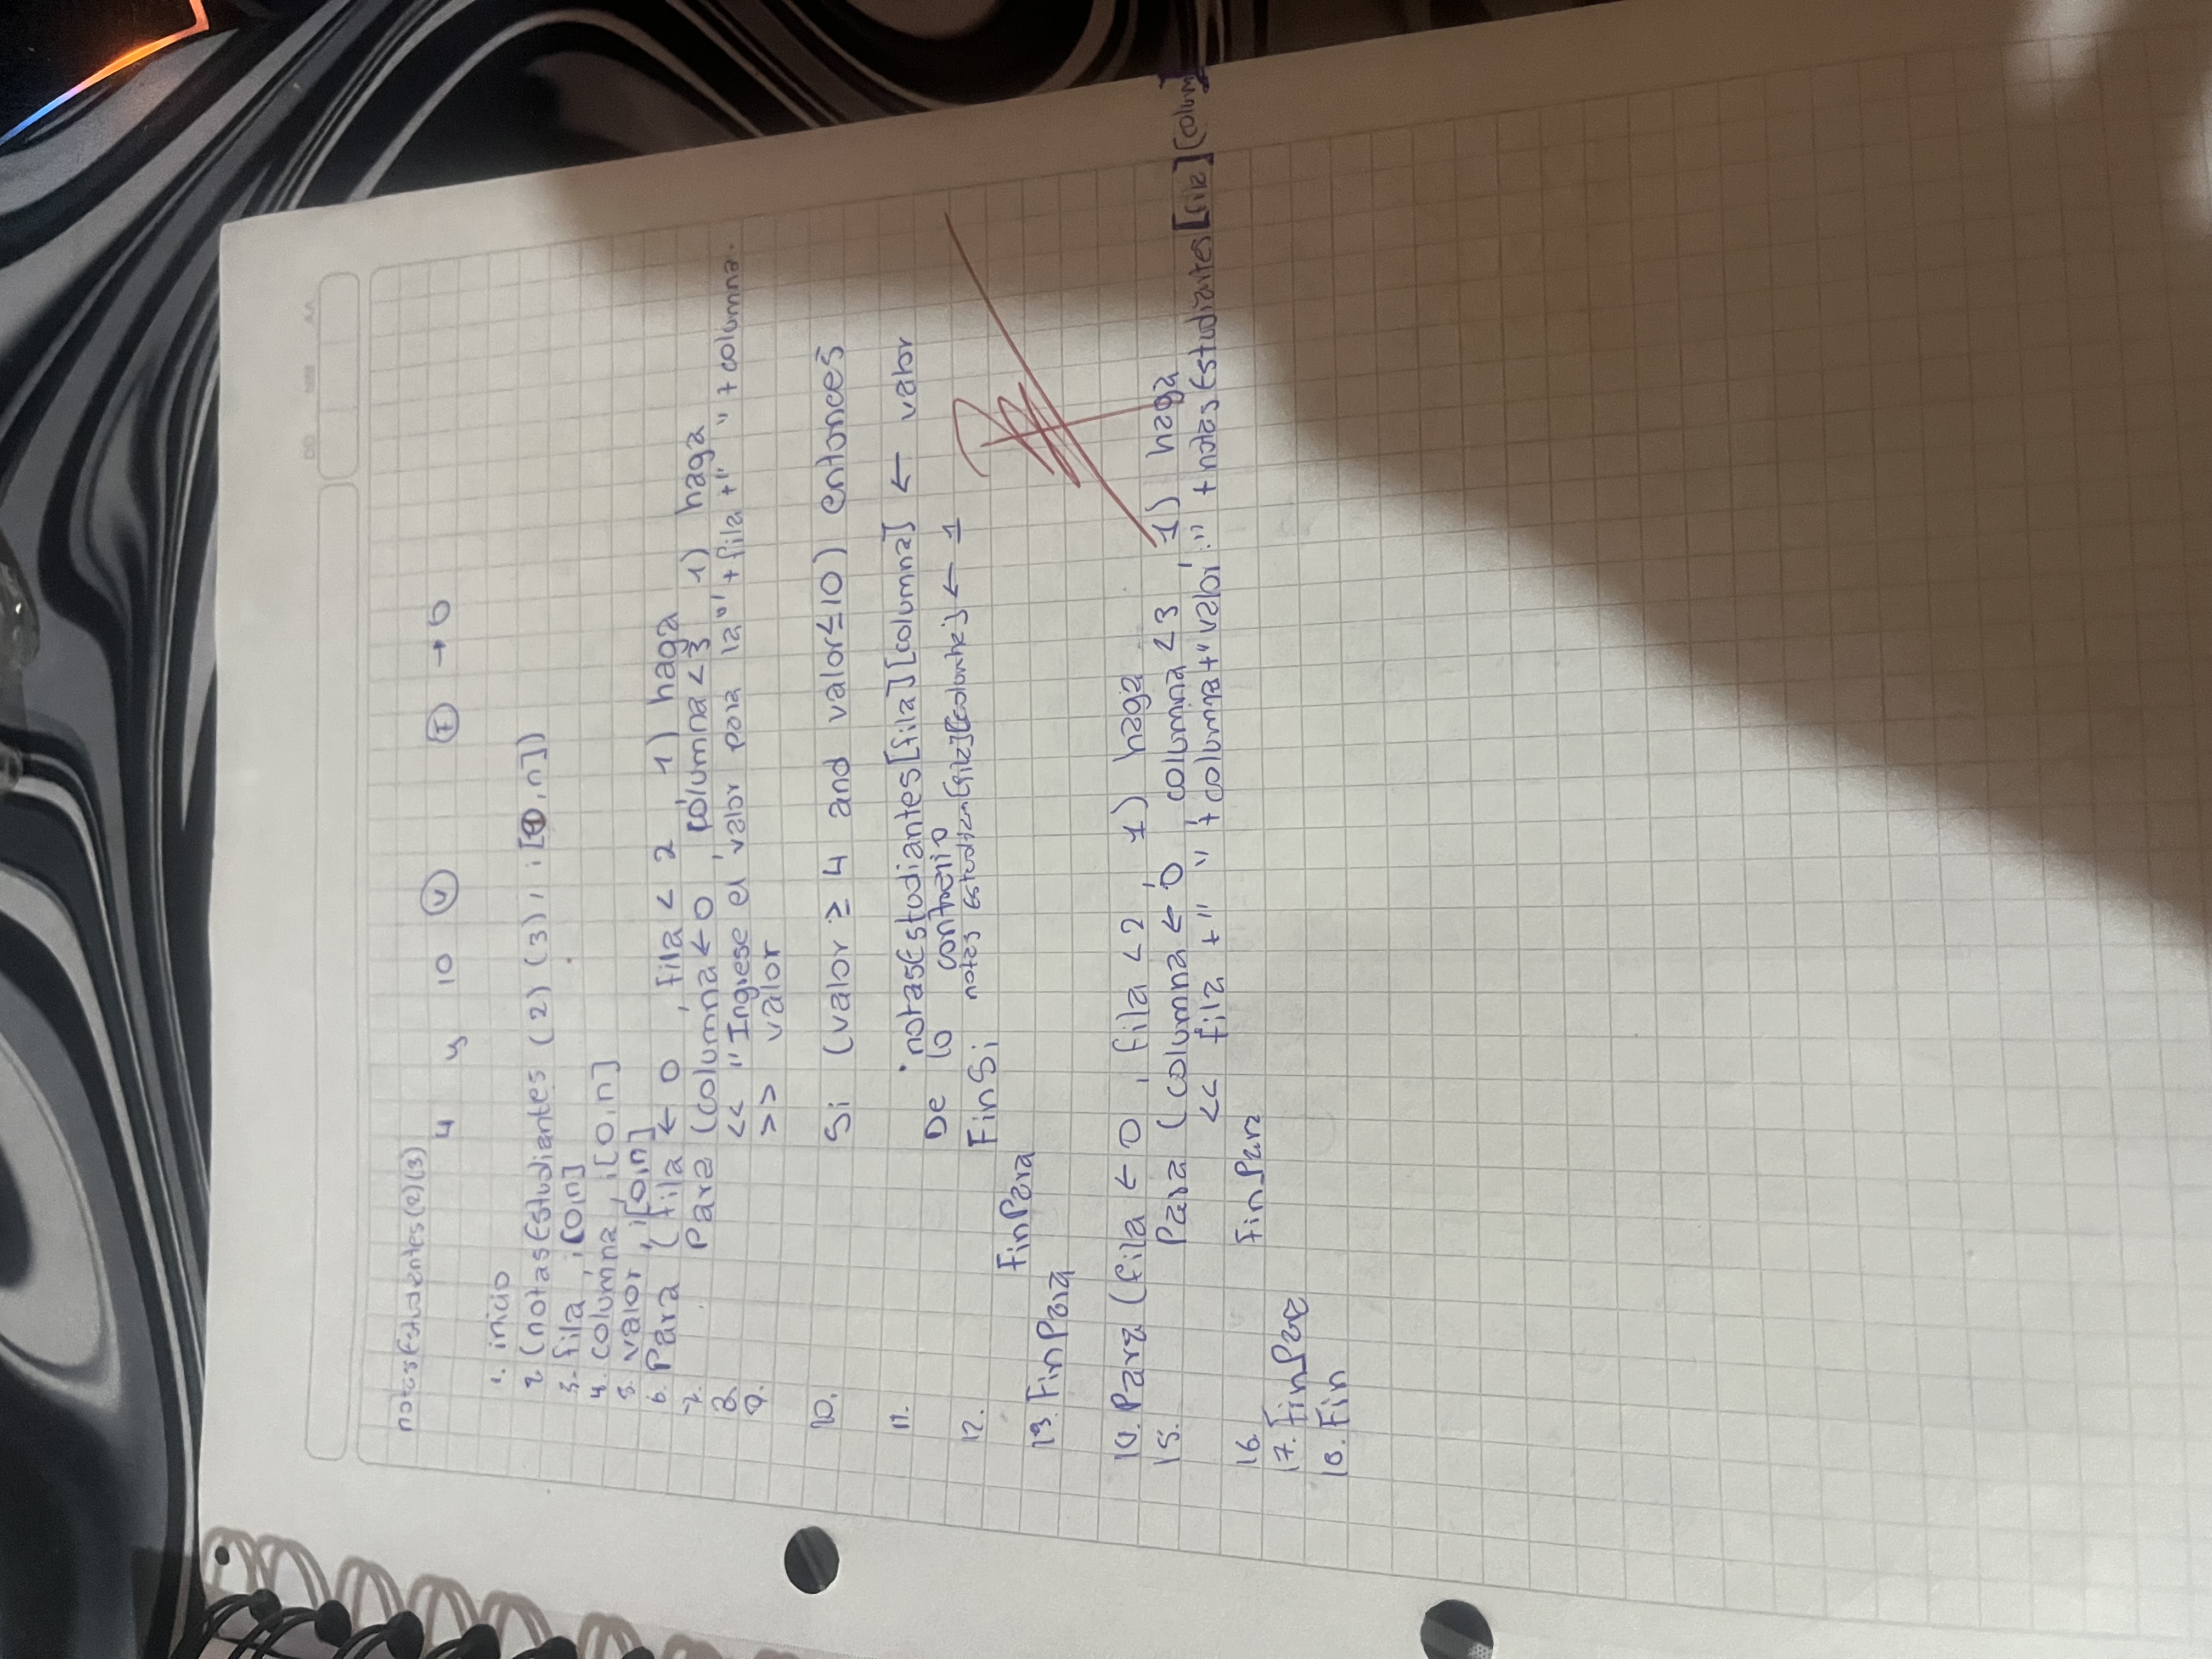 notasEstudentes(2)(3)
4 y 10 V F → 0
1. inicio
2. (notasEstudiantes (2) (3), i[0,n])
3. fila, i[0,n]
4. columna, i[0,n]
5. valor, i[0,n]
6. Para (fila ← 0, fila < 2, 1) haga
7. Para (columna ← 0, columna < 3, 1) haga
8 << "Ingrese el valor para la" + fila + " " + columna.
9. >> valor
10. Si (valor ≥ 4 and valor ≤ 10) entonces
11. notasEstudiantes[fila][columna] ← valor
De lo contrario
notas Estudian[fila][columna] ← 1
12. FinSi
FinPara
13. FinPara
14. Para (fila ← 0, fila < 2, 1) haga
15. Para (columna ← 0, columna < 3, 1) haga
<< fila + " " + columna + "valor:" + notasEstudiantes[fila][colum]
16 FinPara
17. FinPara
18. Fin